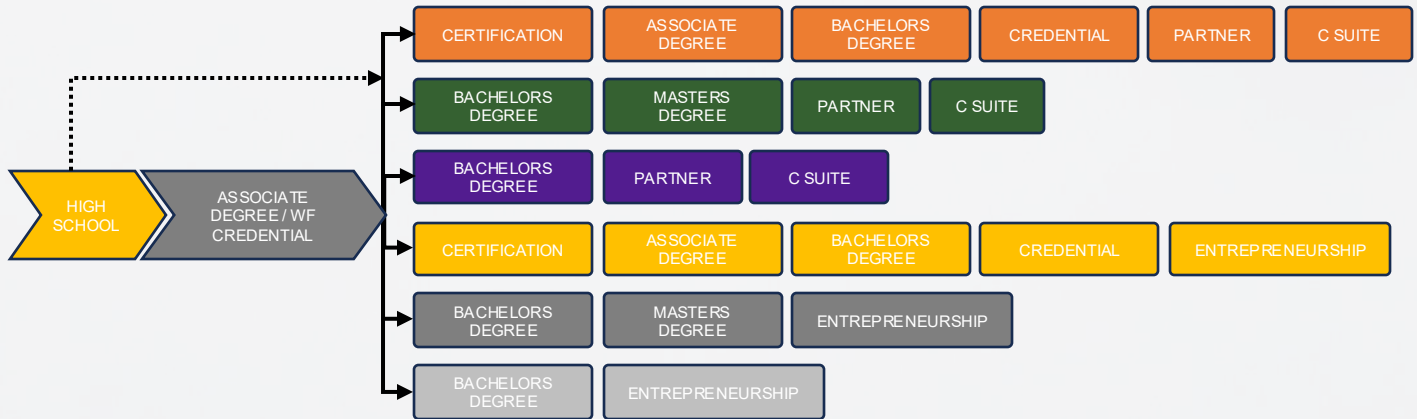 CERTIFICATION
ASSOCIATE
DEGREE
BACHELORS
DEGREE
CREDENTIAL
PARTNER
C SUITE
BACHELORS
DEGREE
MASTERS
DEGREE
PARTNER
C SUITE
BACHELORS
DEGREE
PARTNER
C SUITE
HIGH
SCHOOL
ASSOCIATE
DEGREE / WF
CREDENTIAL
CERTIFICATION
ASSOCIATE
DEGREE
BACHELORS
DEGREE
CREDENTIAL
ENTREPRENEURSHIP
BACHELORS
DEGREE
MASTERS
DEGREE
ENTREPRENEURSHIP
BACHELORS
DEGREE
ENTREPRENEURSHIP